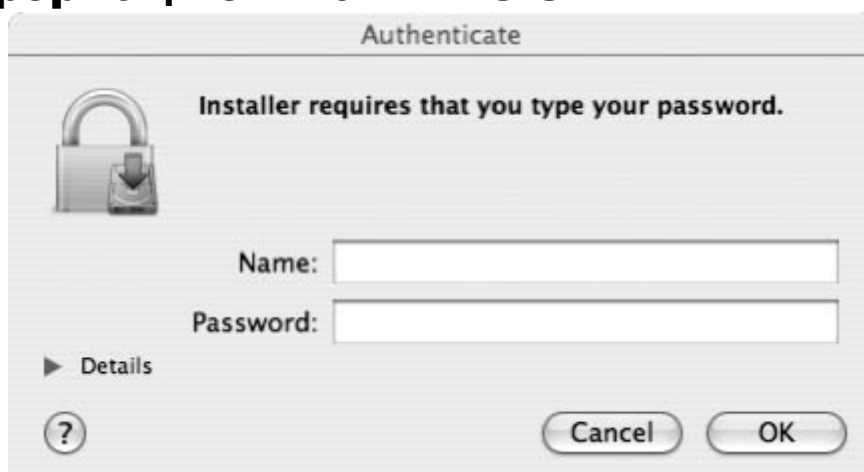 Authenticate
Installer requires that you type your password.
Name:
Password:
Details
?
Cancel
OK